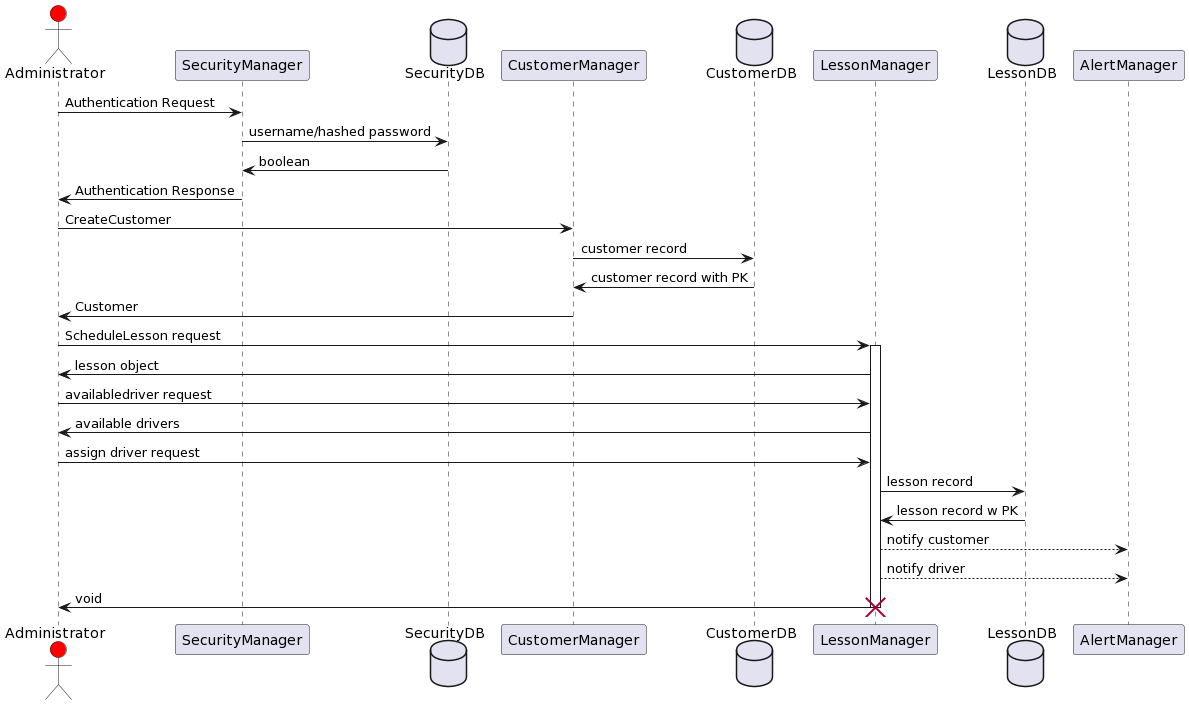 Administrator
SecurityManager
SecurityDB
CustomerManager
CustomerDB
LessonManager
LessonDB
AlertManager
Authentication Request
username/hashed password
boolean
Authentication Response
CreateCustomer
customer record
customer record with PK
Customer
ScheduleLesson request
lesson object
availabledriver request
available drivers
assign driver request
lesson record
lesson record w PK
notify customer
notify driver
void
Administrator
SecurityManager
SecurityDB
CustomerManager
CustomerDB
LessonManager
LessonDB
AlertManager